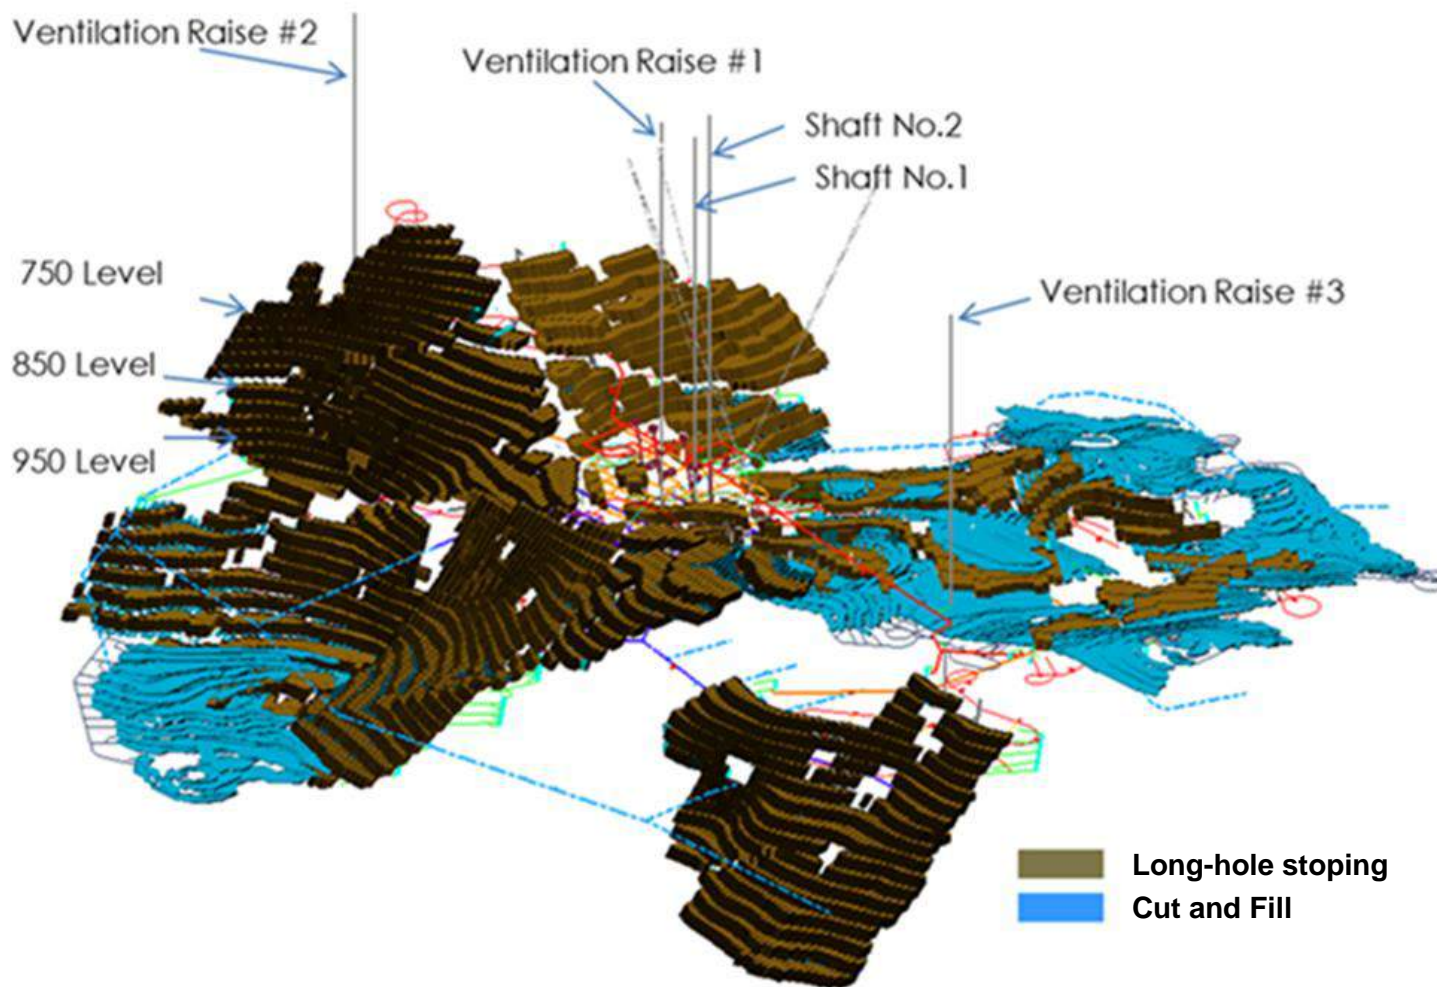 Ventilation Raise #2
Ventilation Raise #1
Shaft No.2
Shaft No.1
750 Level
Ventilation Raise #3
850 Level
950 Level
Long-hole stoping
Cut and Fill